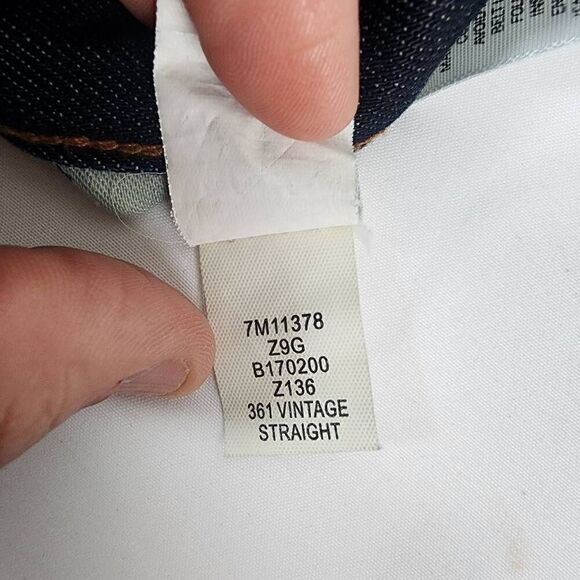 7M11378
Z9G
B170200
Z136
361 VINTAGE
STRAIGHT